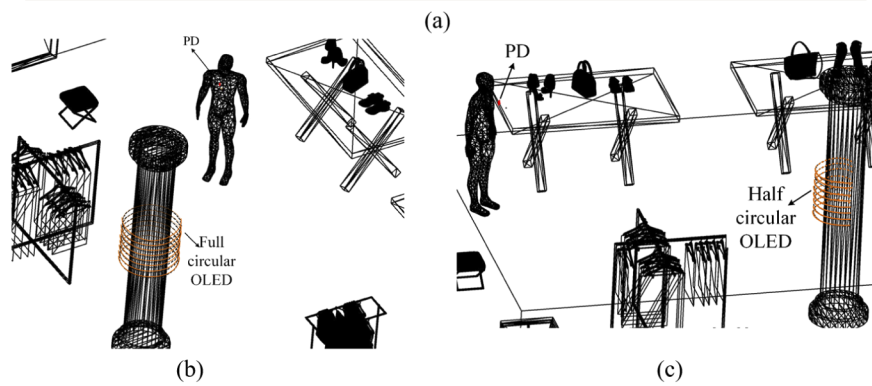 (a)
PD
Full
circular
OLED
(b)
PD
Half
circular
OLED
(c)